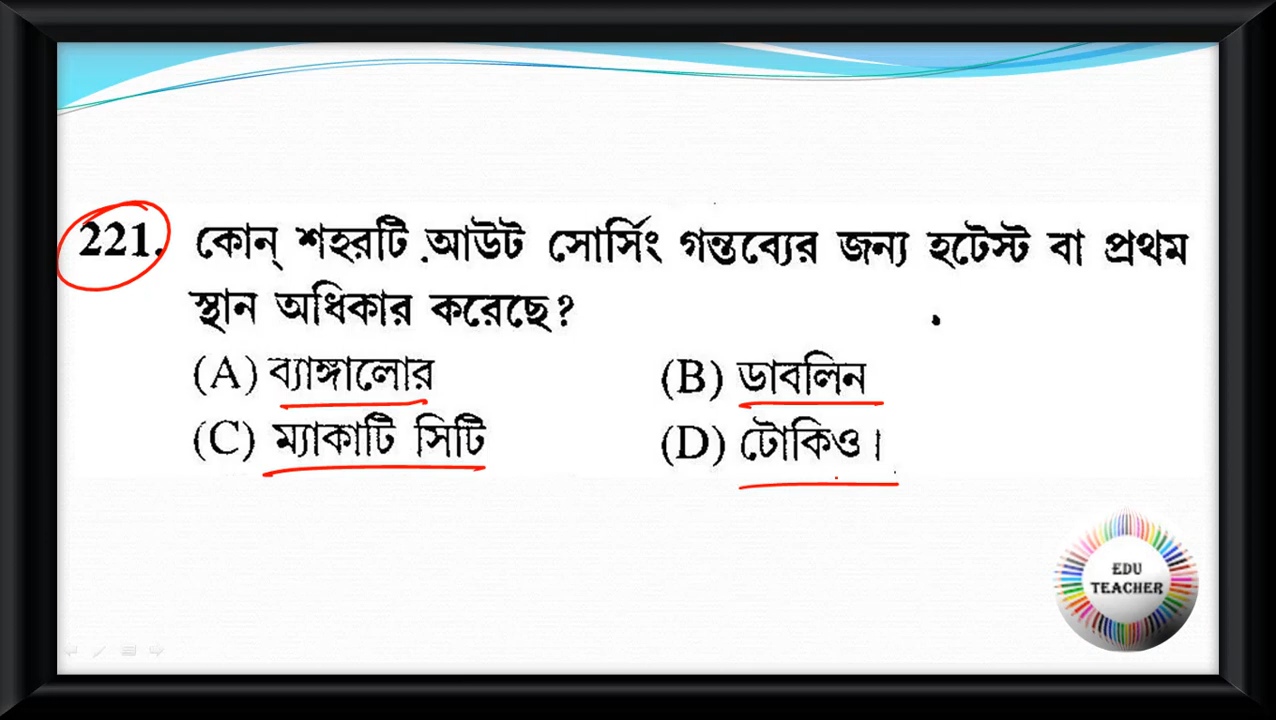 221. কোন্ শহরটি আউট সোর্সিং গন্তব্যের জন্য হটেস্ট বা প্রথম
স্থান অধিকার করেছে?
(A) ব্যাঙ্গালোর (B) ডাবলিন
(C) ম্যাকাটি সিটি (D) টোকিও।
EDU
TEACHER